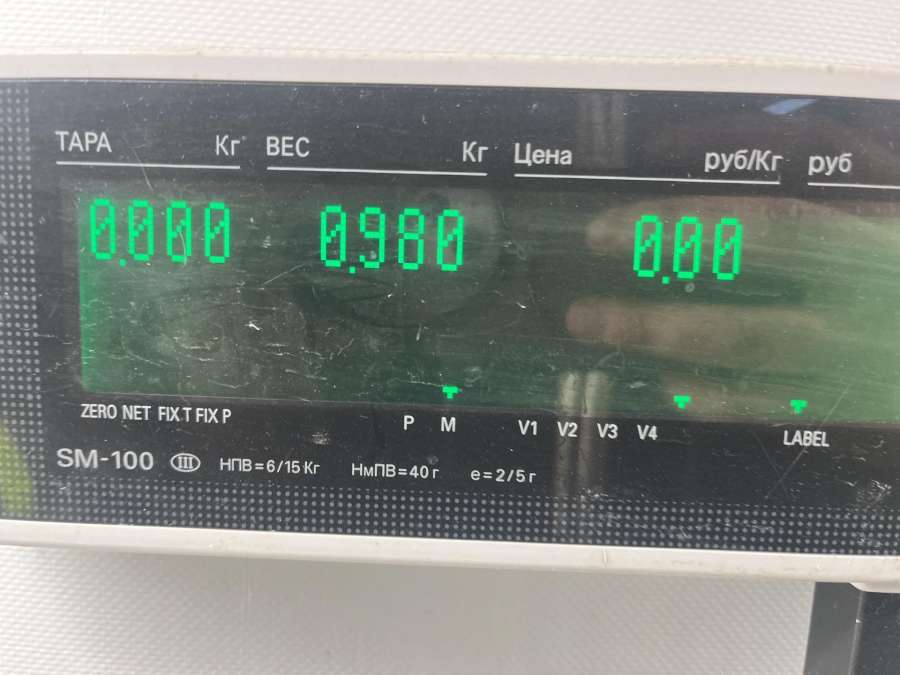 ТАРА Кг ВЕС Кг Цена руб/Кг руб
0.000 0.980 0.00
ZERO NET FIX T FIX P P M V1 V2 V3 V4 LABEL
SM-100 III НПВ=6/15 Кг НмПВ=40 г e=2/5 г